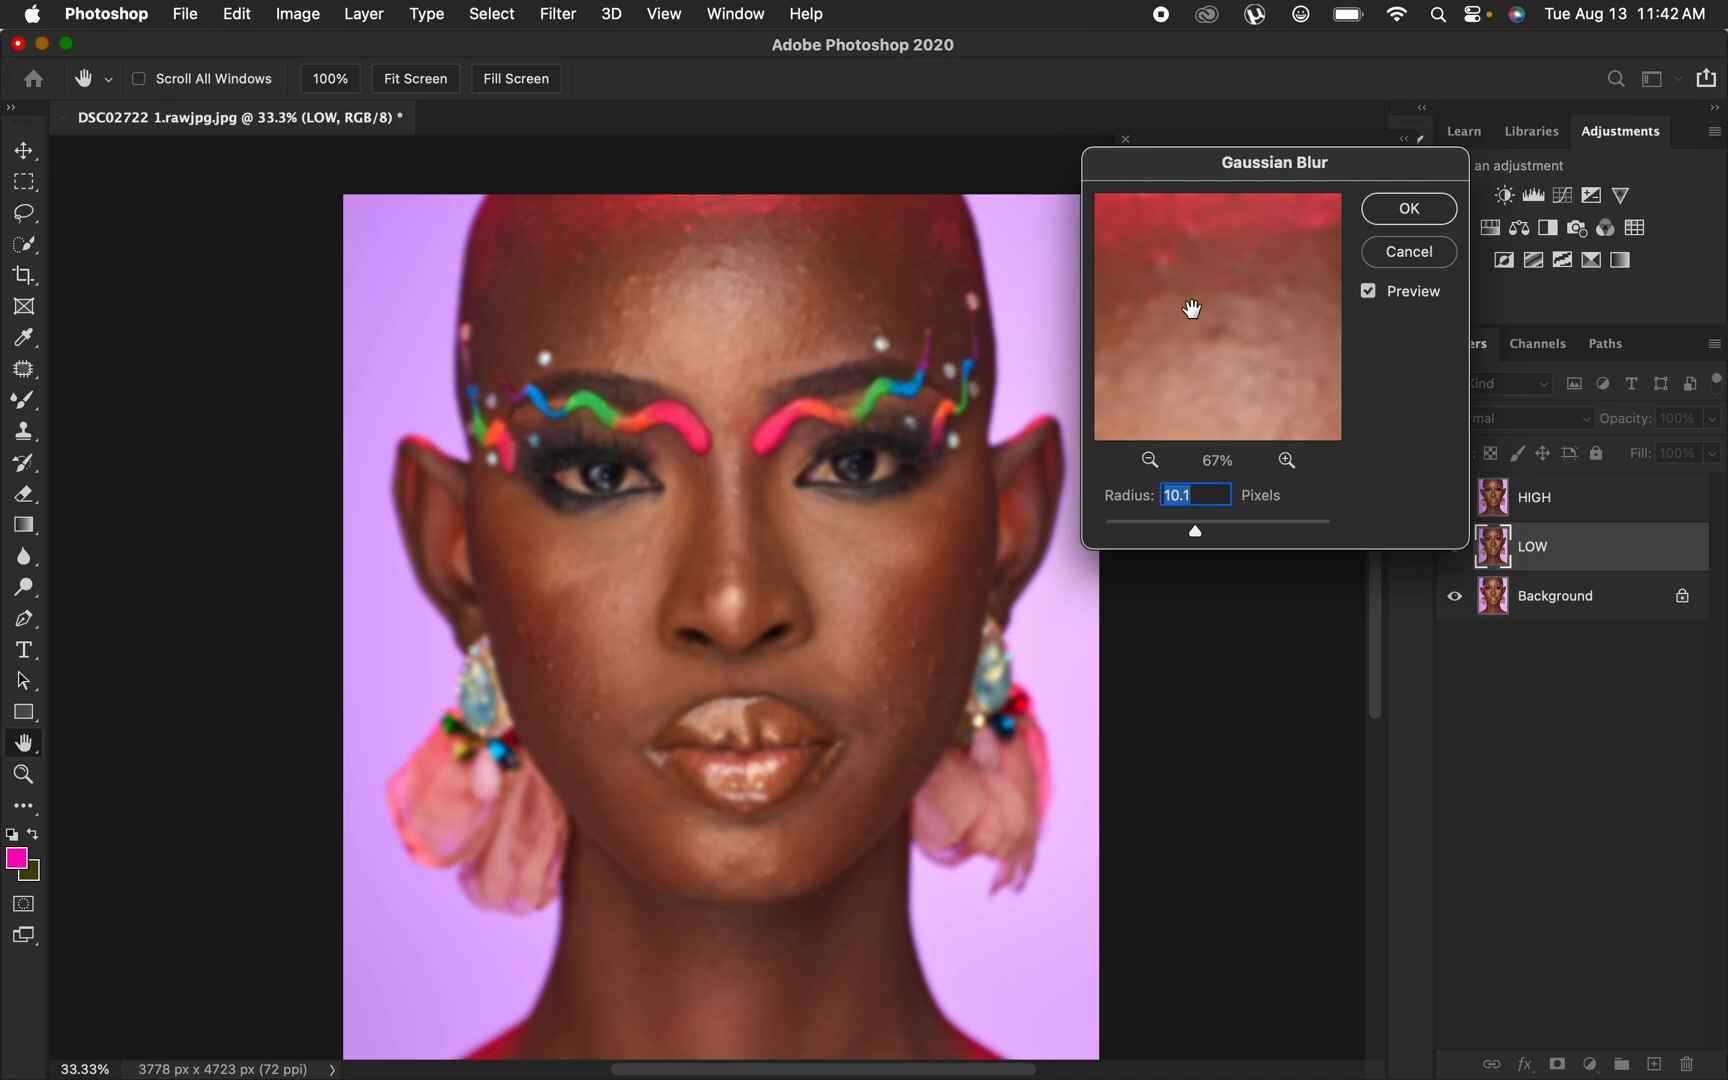 Photoshop File Edit Image Layer Type Select Filter 3D View Window Help Tue Aug 13 11:42 AM
Adobe Photoshop 2020
Scroll All Windows 100% Fit Screen Fill Screen
DSC02722 1.rawjpg.jpg @ 33.3% (LOW, RGB/8) *
Learn Libraries Adjustments
an adjustment
Gaussian Blur
OK
Cancel
Preview
67%
Radius: 10.1 Pixels
ers Channels Paths
Kind
mal Opacity: 100%
: Fill: 100%
HIGH
LOW
Background
33.33% 3778 px x 4723 px (72 ppi)